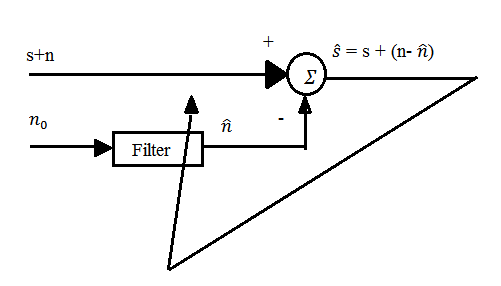 s+n
+
ŝ = s + (n- n̂)
Σ
n₀
n̂
-
Filter